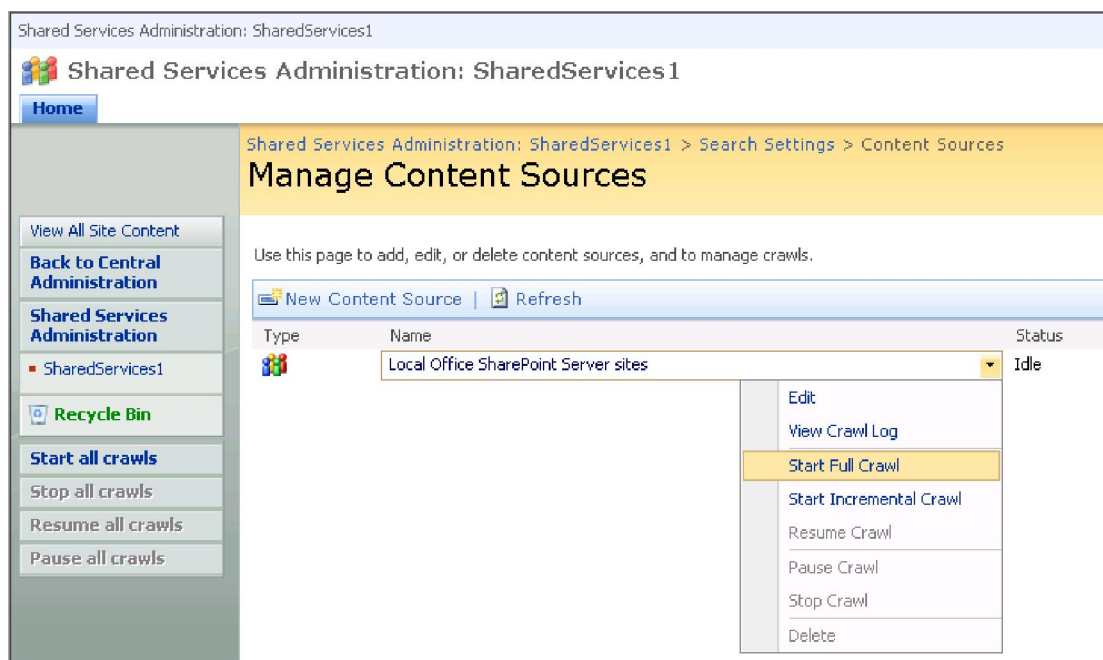 Shared Services Administration: SharedServices1
Shared Services Administration: SharedServices1
Home
Shared Services Administration: SharedServices1 > Search Settings > Content Sources
Manage Content Sources
View All Site Content
Back to Central
Administration
Shared Services
Administration
SharedServices1
Recycle Bin
Start all crawls
Stop all crawls
Resume all crawls
Pause all crawls
Use this page to add, edit, or delete content sources, and to manage crawls.
New Content Source | Refresh
Type Name Status
Local Office SharePoint Server sites Idle
Edit
View Crawl Log
Start Full Crawl
Start Incremental Crawl
Resume Crawl
Pause Crawl
Stop Crawl
Delete